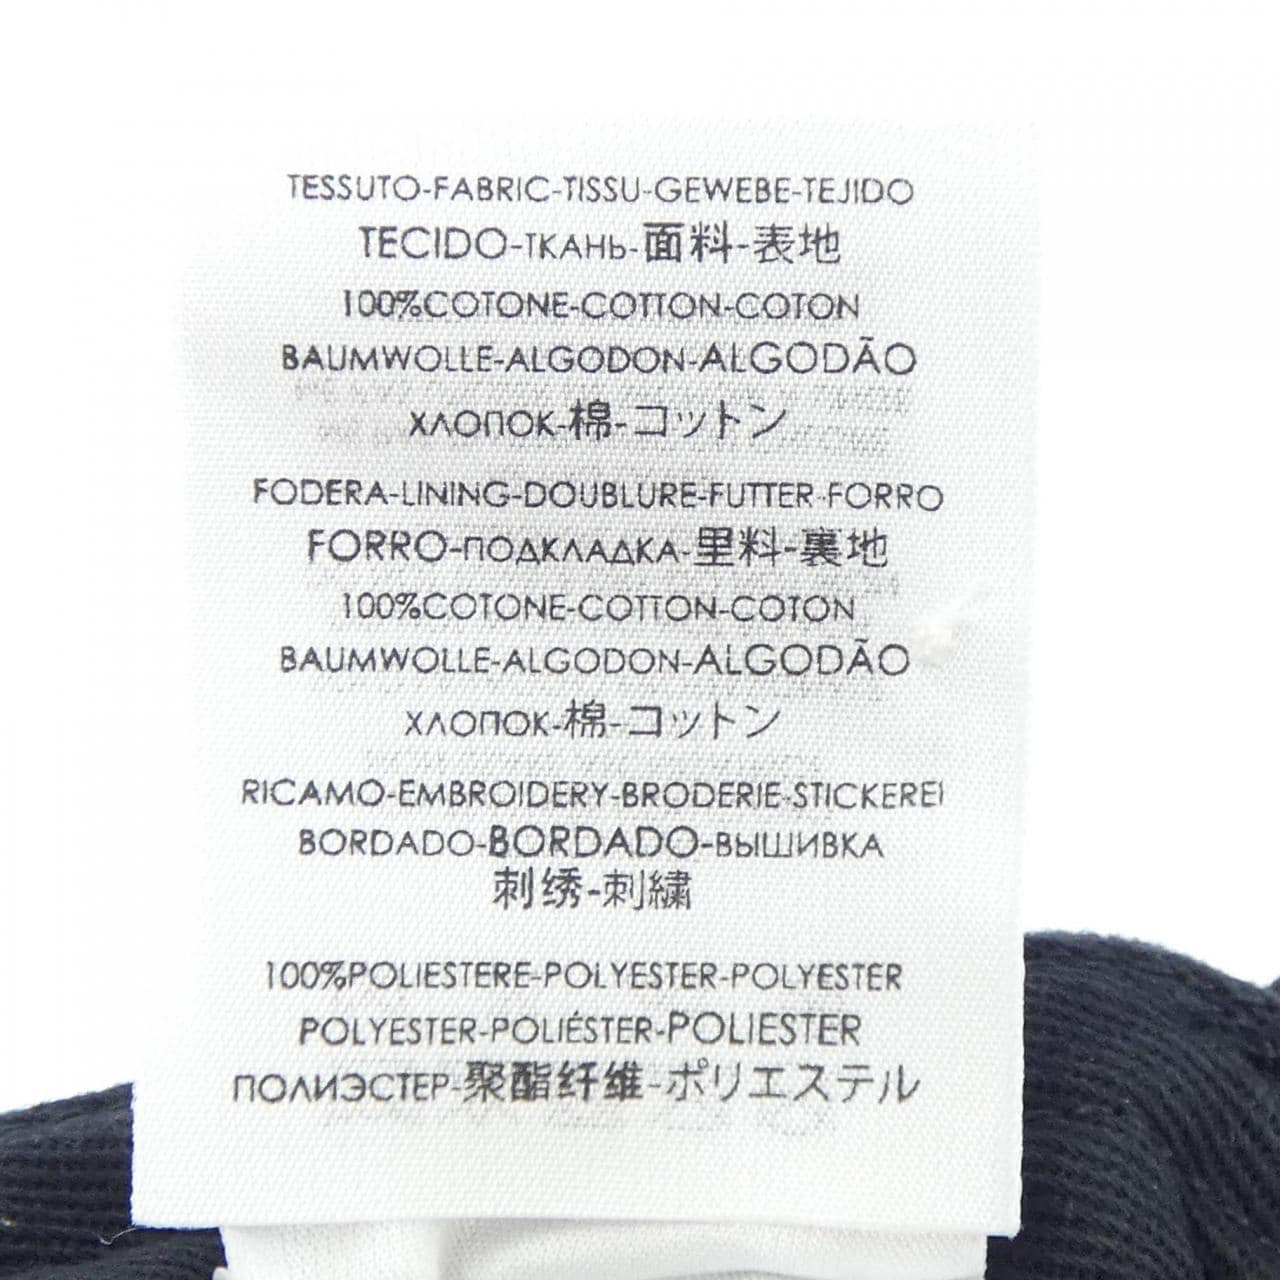 TESSUTO-FABRIC-TISSU-GEWEBE-TEJIDO
TECIDO-ТКАНЬ-面料-表地
100%COTONE-COTTON-COTON
BAUMWOLLE-ALGODON-ALGODÃO
ХЛОПОК-棉-コットン
FODERA-LINING-DOUBLURE-FUTTER-FORRO
FORRO-ПОДКЛАДКА-里料-裏地
100%COTONE-COTTON-COTON
BAUMWOLLE-ALGODON-ALGODÃO
ХЛОПОК-棉-コットン
RICAMO-EMBROIDERY-BRODERIE-STICKEREI
BORDADO-BORDADO-ВЫШИВКА
刺绣-刺繍
100%POLIESTERE-POLYESTER-POLYESTER
POLYESTER-POLIÉSTER-POLIESTER
ПОЛИЭСТЕР-聚酯纤维-ポリエステル